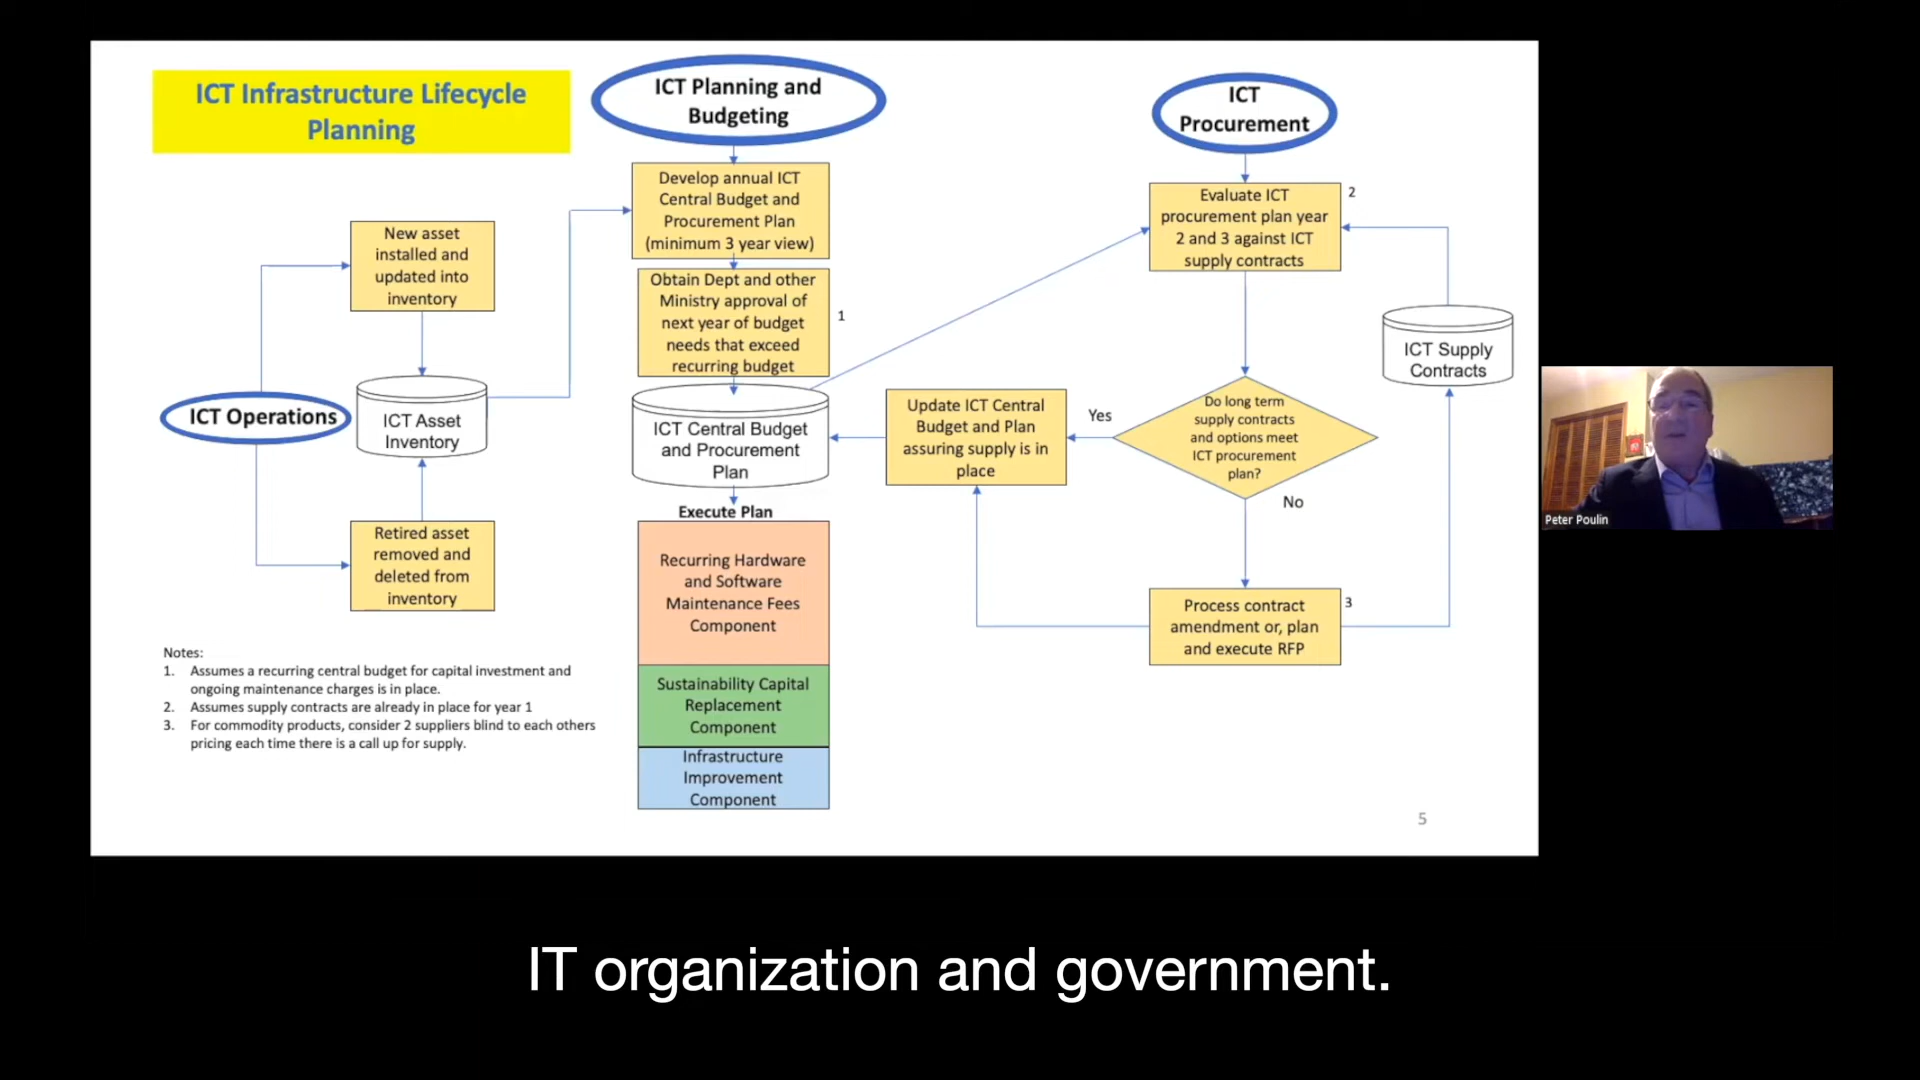 ICT Infrastructure Lifecycle
Planning
ICT Planning and
Budgeting
ICT
Procurement
Develop annual ICT
Central Budget and
Procurement Plan
(minimum 3 year view)
Evaluate ICT
procurement plan year
2 and 3 against ICT
supply contracts
2
New asset
installed and
updated into
inventory
Obtain Dept and other
Ministry approval of
next year of budget
needs that exceed
recurring budget
1
ICT Supply
Contracts
ICT Operations
ICT Asset
Inventory
ICT Central Budget
and Procurement
Plan
Update ICT Central
Budget and Plan
assuring supply is in
place
Yes
Do long term
supply contracts
and options meet
ICT procurement
plan?
No
Execute Plan
Retired asset
removed and
deleted from
inventory
Recurring Hardware
and Software
Maintenance Fees
Component
Process contract
amendment or, plan
and execute RFP
3
Sustainability Capital
Replacement
Component
Infrastructure
Improvement
Component
Notes:
1. Assumes a recurring central budget for capital investment and
ongoing maintenance charges is in place.
2. Assumes supply contracts are already in place for year 1
3. For commodity products, consider 2 suppliers blind to each others
pricing each time there is a call up for supply.
5
Peter Poulin
IT organization and government.